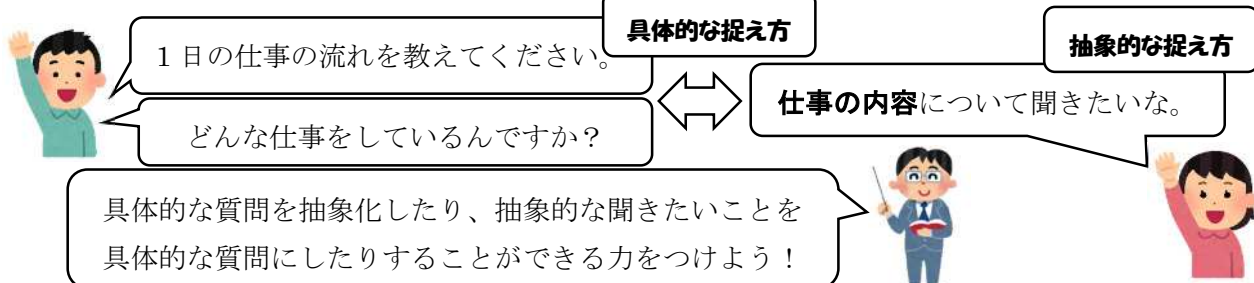 具体的な捉え方
１日の仕事の流れを教えてください。
どんな仕事をしているんですか？
抽象的な捉え方
仕事の内容について聞きたいな。
具体的な質問を抽象化したり、抽象的な聞きたいことを
具体的な質問にしたりすることができる力をつけよう！